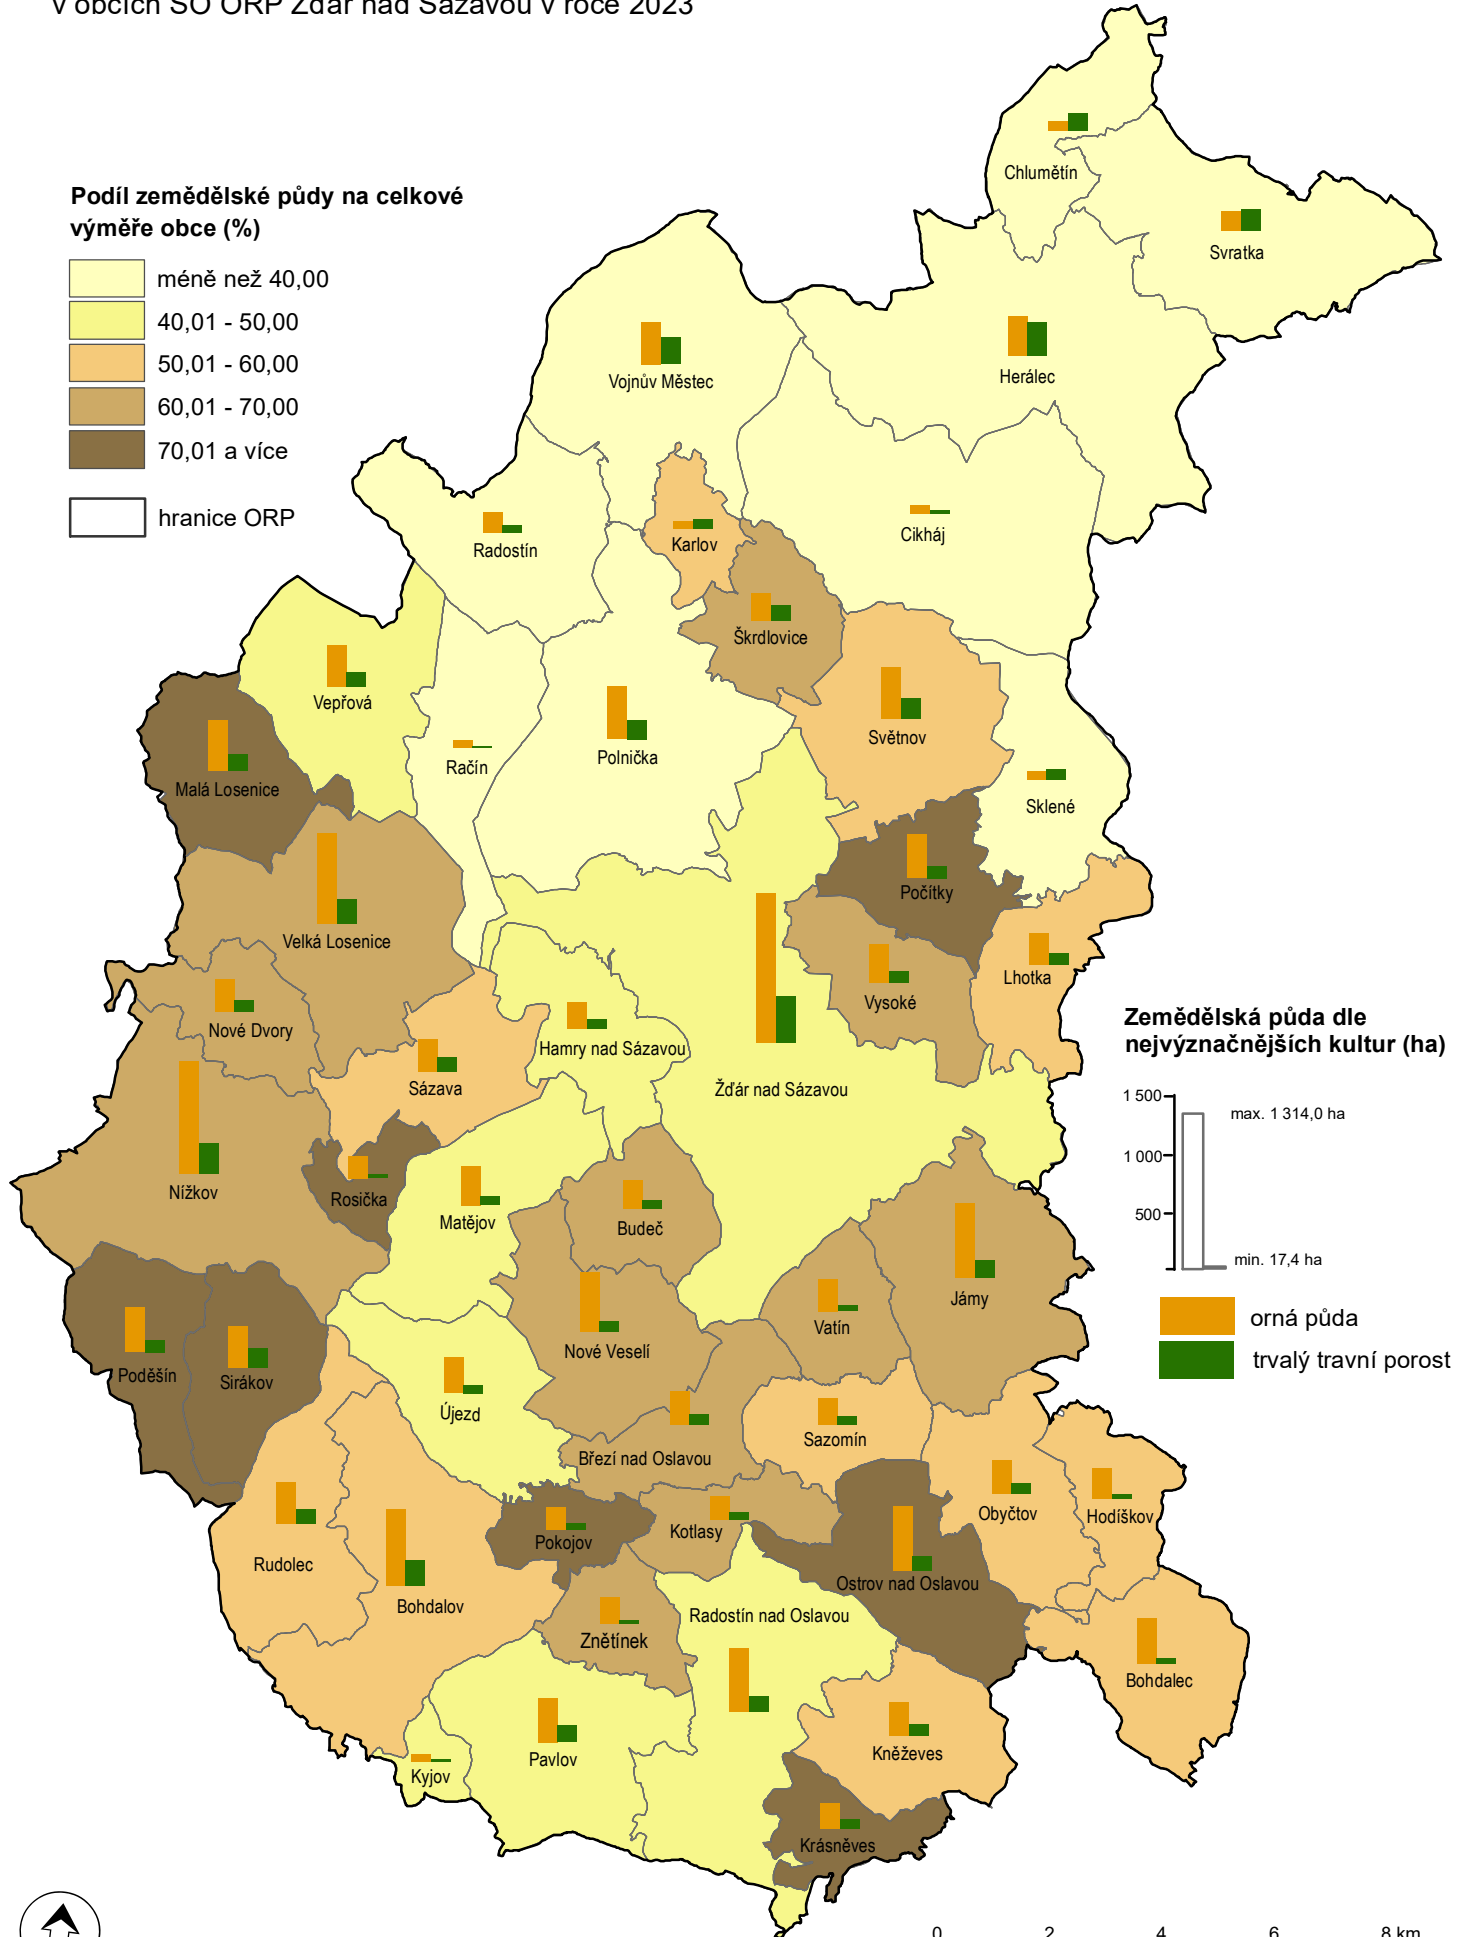 v obcích SO ORP Žďár nad Sázavou v roce 2023
Podíl zemědělské půdy na celkové
výměře obce (%)
méně než 40,00
40,01 - 50,00
50,01 - 60,00
60,01 - 70,00
70,01 a více
hranice ORP
Chlumětín
Svratka
Herálec
Vojnův Městec
Cikháj
Karlov
Radostín
Škrdlovice
Vepřová
Světnov
Polnička
Račín
Malá Losenice
Sklené
Počítky
Velká Losenice
Lhotka
Vysoké
Nové Dvory
Hamry nad Sázavou
Sázava
Žďár nad Sázavou
Zemědělská půda dle
nejvýznačnějších kultur (ha)
1 500
max. 1 314,0 ha
1 000
500
min. 17,4 ha
orná půda
trvalý travní porost
Nížkov
Rosička
Matějov
Budeč
Jámy
Vatín
Nové Veselí
Poděšín
Sirákov
Újezd
Sazomín
Březí nad Oslavou
Obyčtov
Hodíškov
Kotlasy
Pokojov
Rudolec
Ostrov nad Oslavou
Bohdalov
Radostín nad Oslavou
Znětínek
Bohdalec
Kněževes
Pavlov
Kyjov
Krásněves
0 2 4 6 8 km